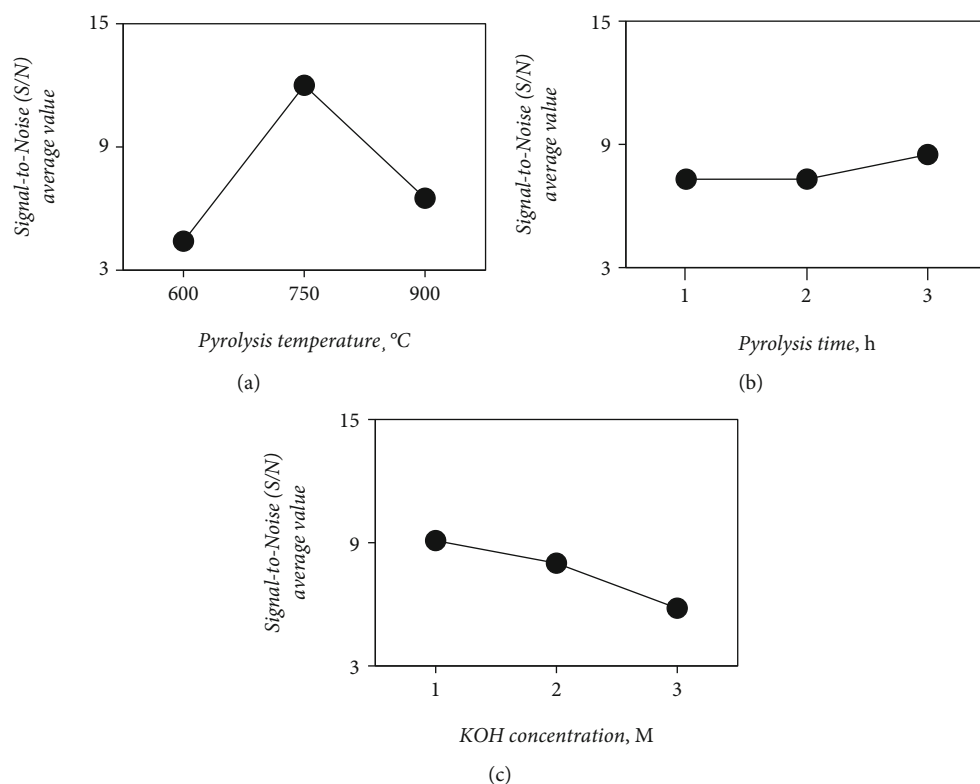 Signal-to-Noise (S/N)
average value
15
9
3
600
750
900
Pyrolysis temperature, °C
(a)
Signal-to-Noise (S/N)
average value
15
9
3
1
2
3
Pyrolysis time, h
(b)
Signal-to-Noise (S/N)
average value
15
9
3
1
2
3
KOH concentration, M
(c)